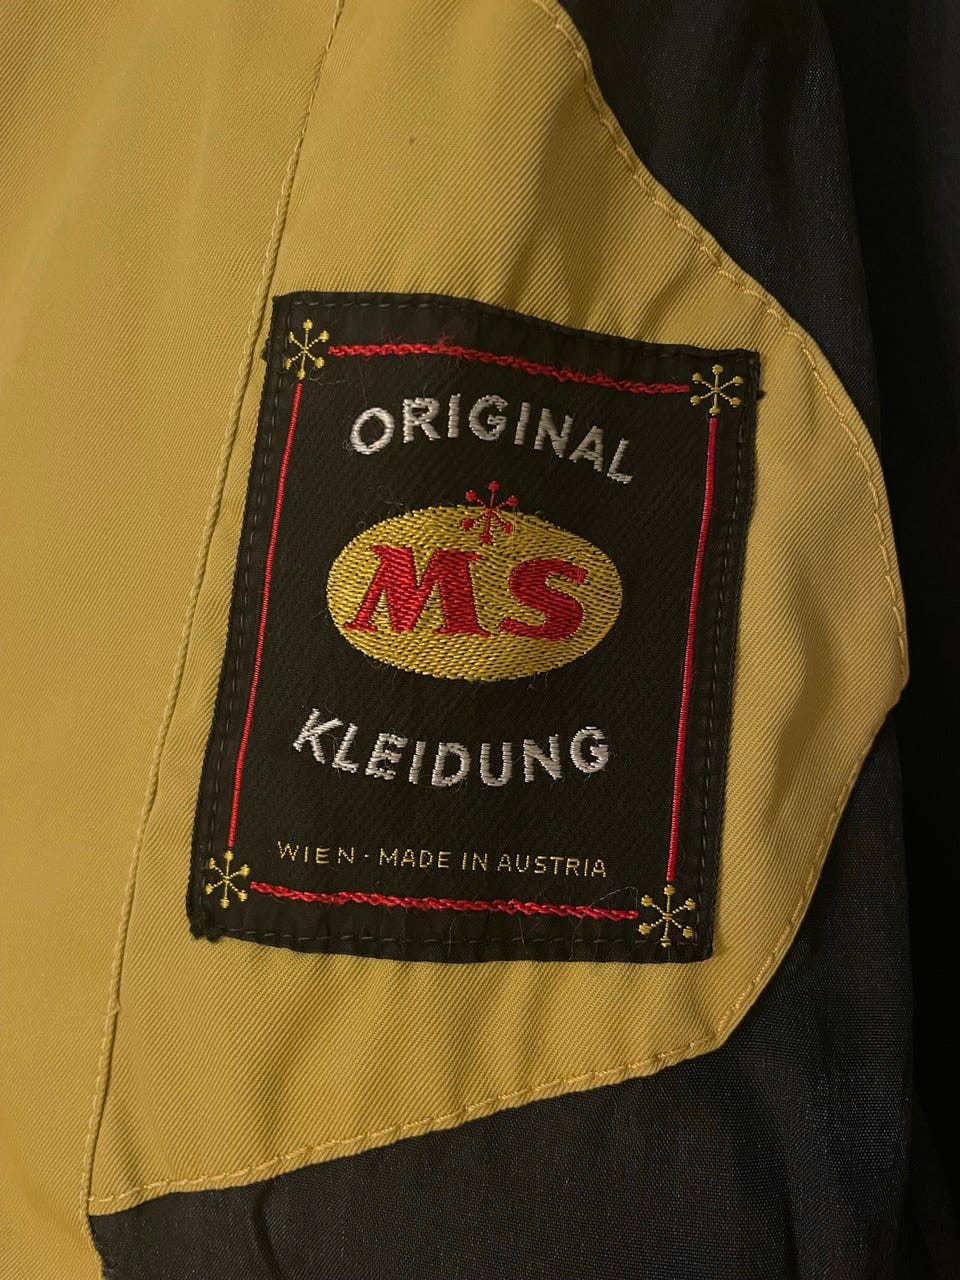 ORIGINAL
MS
KLEIDUNG
WIEN · MADE IN AUSTRIA